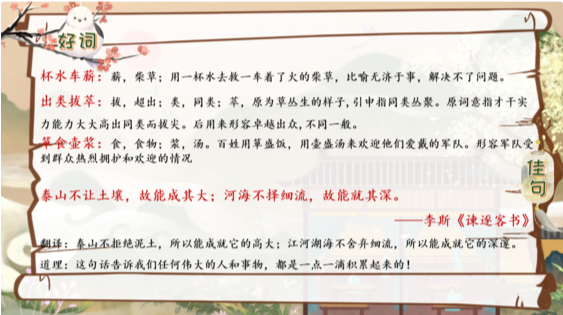 好词
杯水车薪：薪，柴草；用一杯水去救一车着了火的柴草，比喻无济于事，解决不了问题。
出类拔萃：拔，超出；类，同类；萃，原为草丛生的样子,引申指同类丛聚。原词意指才干实
力能力大大高出同类而拔尖。后用来形容卓越出众,不同一般。
箪食壶浆：食，食物；浆，汤。百姓用箪盛饭，用壶盛汤来欢迎他们爱戴的军队。形容军队受
到群众热烈拥护和欢迎的情况
佳句
泰山不让土壤，故能成其大；河海不择细流，故能就其深。
——李斯《谏逐客书》
翻译：泰山不拒绝泥土，所以能成就它的高大；江河湖海不舍弃细流，所以能成就它的深邃。
道理：这句话告诉我们任何伟大的人和事物，都是一点一滴积累起来的！